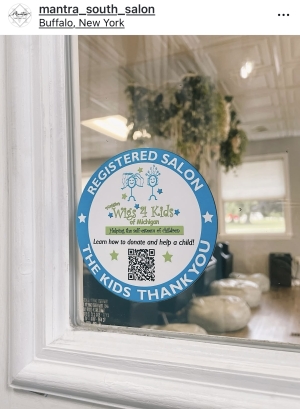 mantra_south_salon
Buffalo, New York
REGISTERED SALON
Wigs 4 Kids
of Michigan
Helping the self esteem of children
Learn how to donate and help a child!
THE KIDS THANK YOU